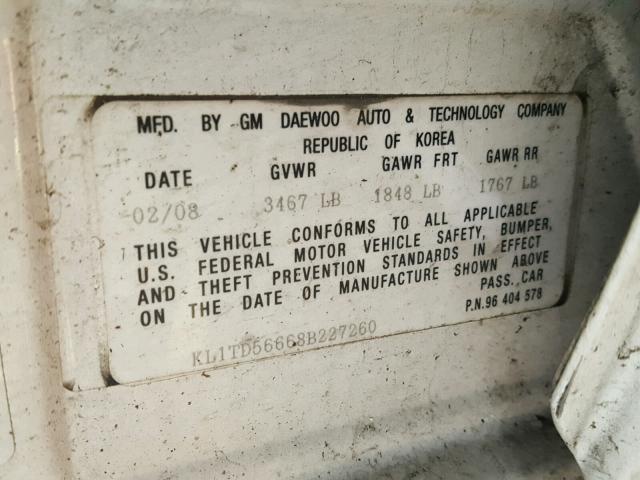 MFD. BY GM DAEWOO AUTO & TECHNOLOGY COMPANY
REPUBLIC OF KOREA
DATE GVWR GAWR FRT GAWR RR
02/08 3467 LB 1848 LB 1767 LB
THIS VEHICLE CONFORMS TO ALL APPLICABLE
U.S. FEDERAL MOTOR VEHICLE SAFETY, BUMPER,
AND THEFT PREVENTION STANDARDS IN EFFECT
ON THE DATE OF MANUFACTURE SHOWN ABOVE
PASS. CAR
P.N.96 404 578
KL1TD56668B227260